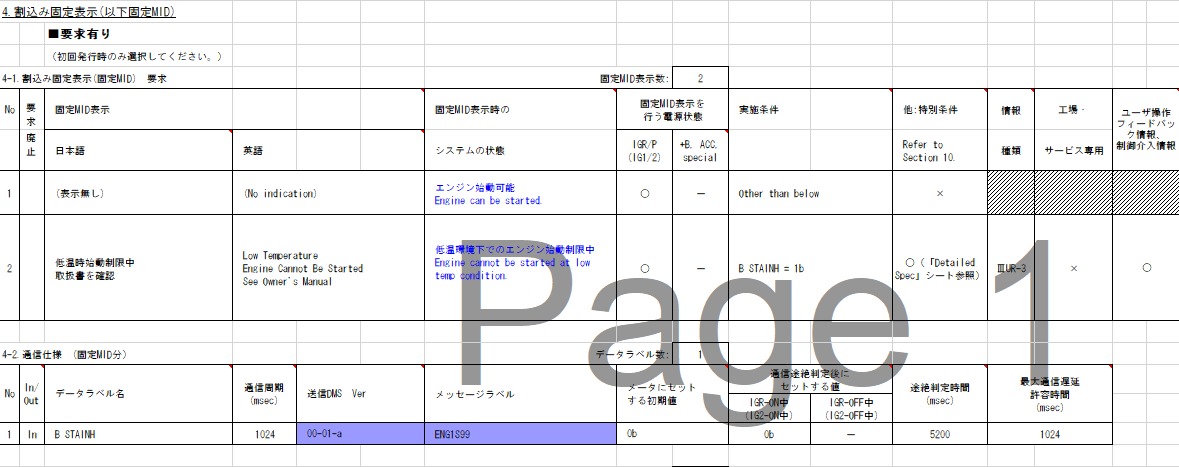 4.割込み固定表示(以下固定MID)
■要求有り
（初回発行時のみ選択してください。）
4-1.割込み固定表示(固定MID) 要求 固定MID表示数: 2
No 要求 廃止 固定MID表示 固定MID表示時の 固定MID表示を行う電源状態 実施条件 他:特別条件 情報 工場・ ユーザ操作フィードバック情報、制御介入情報
日本語 英語 システムの状態 IGR/P (IG1/2) +B, ACC, special Refer to Section 10. 種類 サービス専用
1 (表示無し) (No indication) エンジン始動可能
Engine can be started. ○ － Other than below ×
2 低温時始動制限中
取扱書を確認
Low Temperature
Engine Cannot Be Started
See Owner's Manual
低温環境下でのエンジン始動制限中
Engine cannot be started at low
temp condition.
○ － B STAINH = 1b ○（「Detailed
Spec」シート参照） ⅢUR-3 × ○
Page 1
4-2.通信仕様 （固定MID分） データラベル数: 1
No In/Out データラベル名 通信周期 (msec) 送信DMS Ver メッセージラベル メータにセットする初期値 通信途絶判定後にセットする値 途絶判定時間 (msec) 最大通信遅延許容時間 (msec)
IGR-ON中 (IG2-ON中) IGR-OFF中 (IG2-OFF中)
1 In B STAINH 1024 00-01-a ENG1S99 0b 0b － 5200 1024